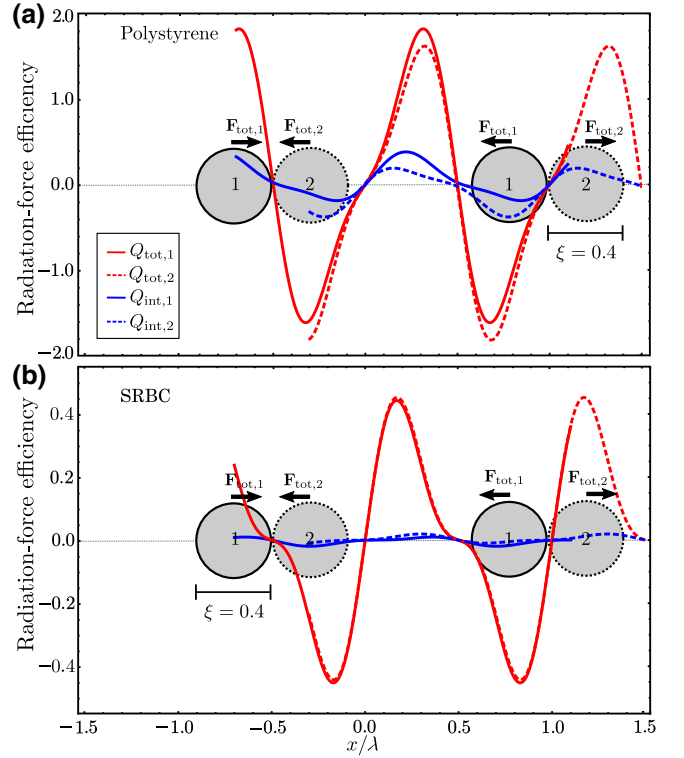 (a)
Polystyrene
Radiation-force efficiency
2.0
1.0
0.0
−1.0
−2.0
F_tot,1
F_tot,2
F_tot,1
F_tot,2
1
2
1
2
ξ = 0.4
Q_tot,1
Q_tot,2
Q_int,1
Q_int,2
(b)
SRBC
Radiation-force efficiency
0.4
0.2
0.0
−0.2
−0.4
F_tot,1
F_tot,2
F_tot,1
F_tot,2
1
2
1
2
ξ = 0.4
−1.5
−1.0
−0.5
0.0
0.5
1.0
1.5
x/λ